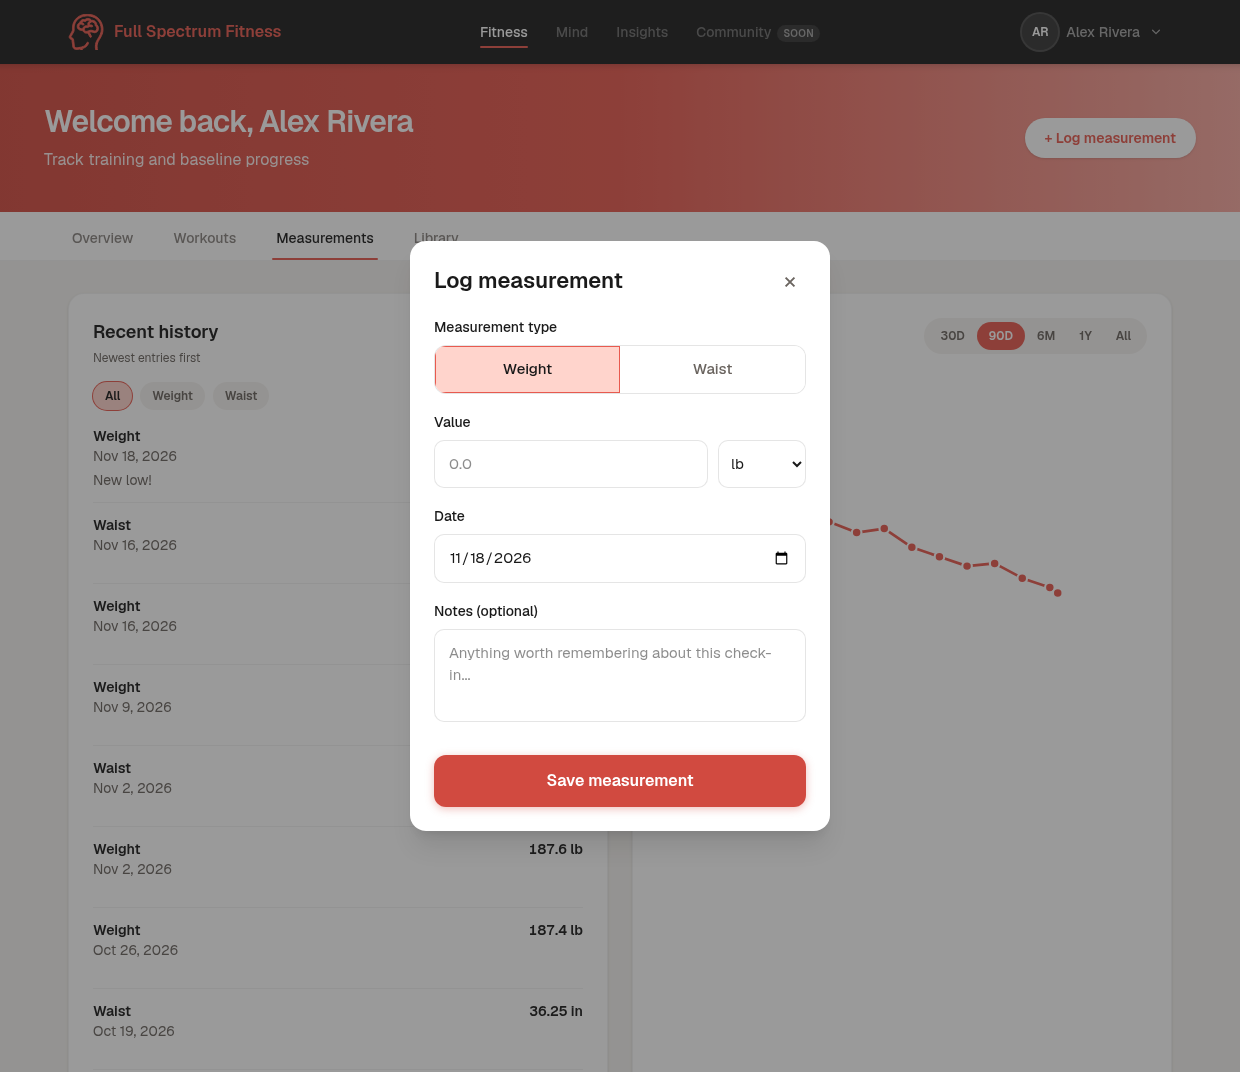 Full Spectrum Fitness
Fitness
Mind
Insights
Community SOON
AR Alex Rivera
Welcome back, Alex Rivera
Track training and baseline progress
+ Log measurement
Overview
Workouts
Measurements
Library
Recent history
Newest entries first
All
Weight
Waist
Weight
Nov 18, 2026
New low!
Waist
Nov 16, 2026
Weight
Nov 16, 2026
Weight
Nov 9, 2026
Waist
Nov 2, 2026
Weight 187.6 lb
Nov 2, 2026
Weight 187.4 lb
Oct 26, 2026
Waist 36.25 in
Oct 19, 2026
30D
90D
6M
1Y
All
Log measurement
Measurement type
Weight
Waist
Value
0.0
lb
Date
11/18/2026
Notes (optional)
Anything worth remembering about this check-
in...
Save measurement